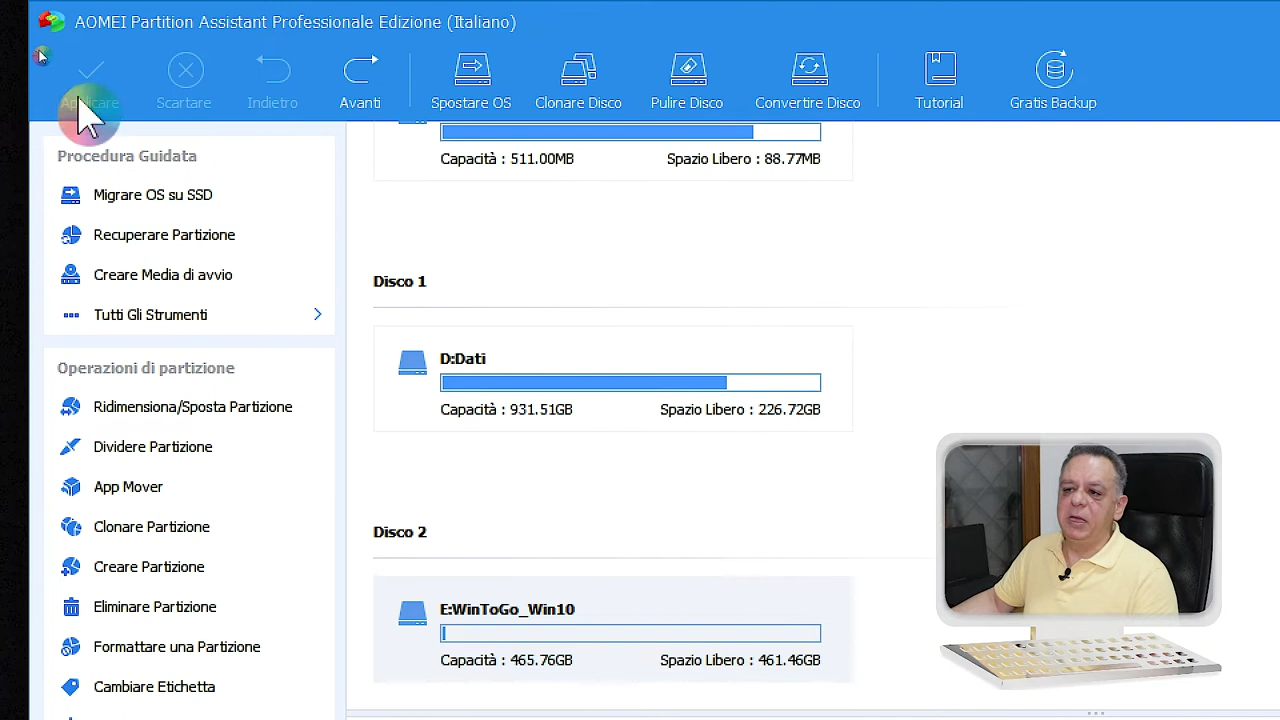 AOMEI Partition Assistant Professionale Edizione (Italiano)
Applicare
Scartare
Indietro
Avanti
Spostare OS
Clonare Disco
Pulire Disco
Convertire Disco
Tutorial
Gratis Backup
Procedura Guidata
Migrare OS su SSD
Recuperare Partizione
Creare Media di avvio
Tutti Gli Strumenti
Operazioni di partizione
Ridimensiona/Sposta Partizione
Dividere Partizione
App Mover
Clonare Partizione
Creare Partizione
Eliminare Partizione
Formattare una Partizione
Cambiare Etichetta
Capacità : 511.00MB Spazio Libero : 88.77MB
Disco 1
D:Dati
Capacità : 931.51GB Spazio Libero : 226.72GB
Disco 2
E:WinToGo_Win10
Capacità : 465.76GB Spazio Libero : 461.46GB